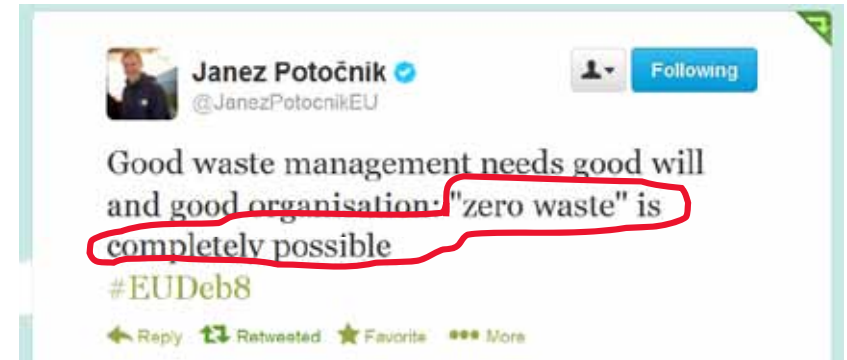 Janez Potočnik
Following
@JanezPotocnikEU
Good waste management needs good will
and good organisation: "zero waste" is
completely possible
#EUDeb8
Reply Retweeted Favorite More